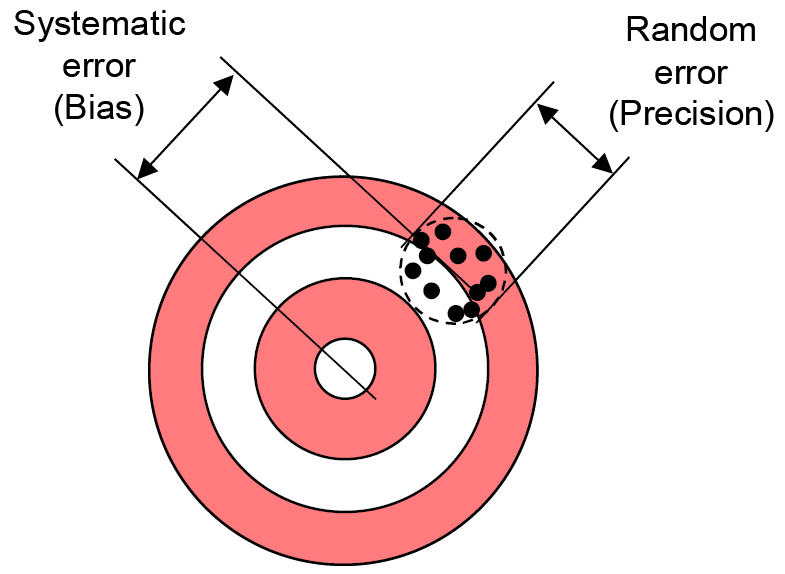 Systematic
error
(Bias)
Random
error
(Precision)